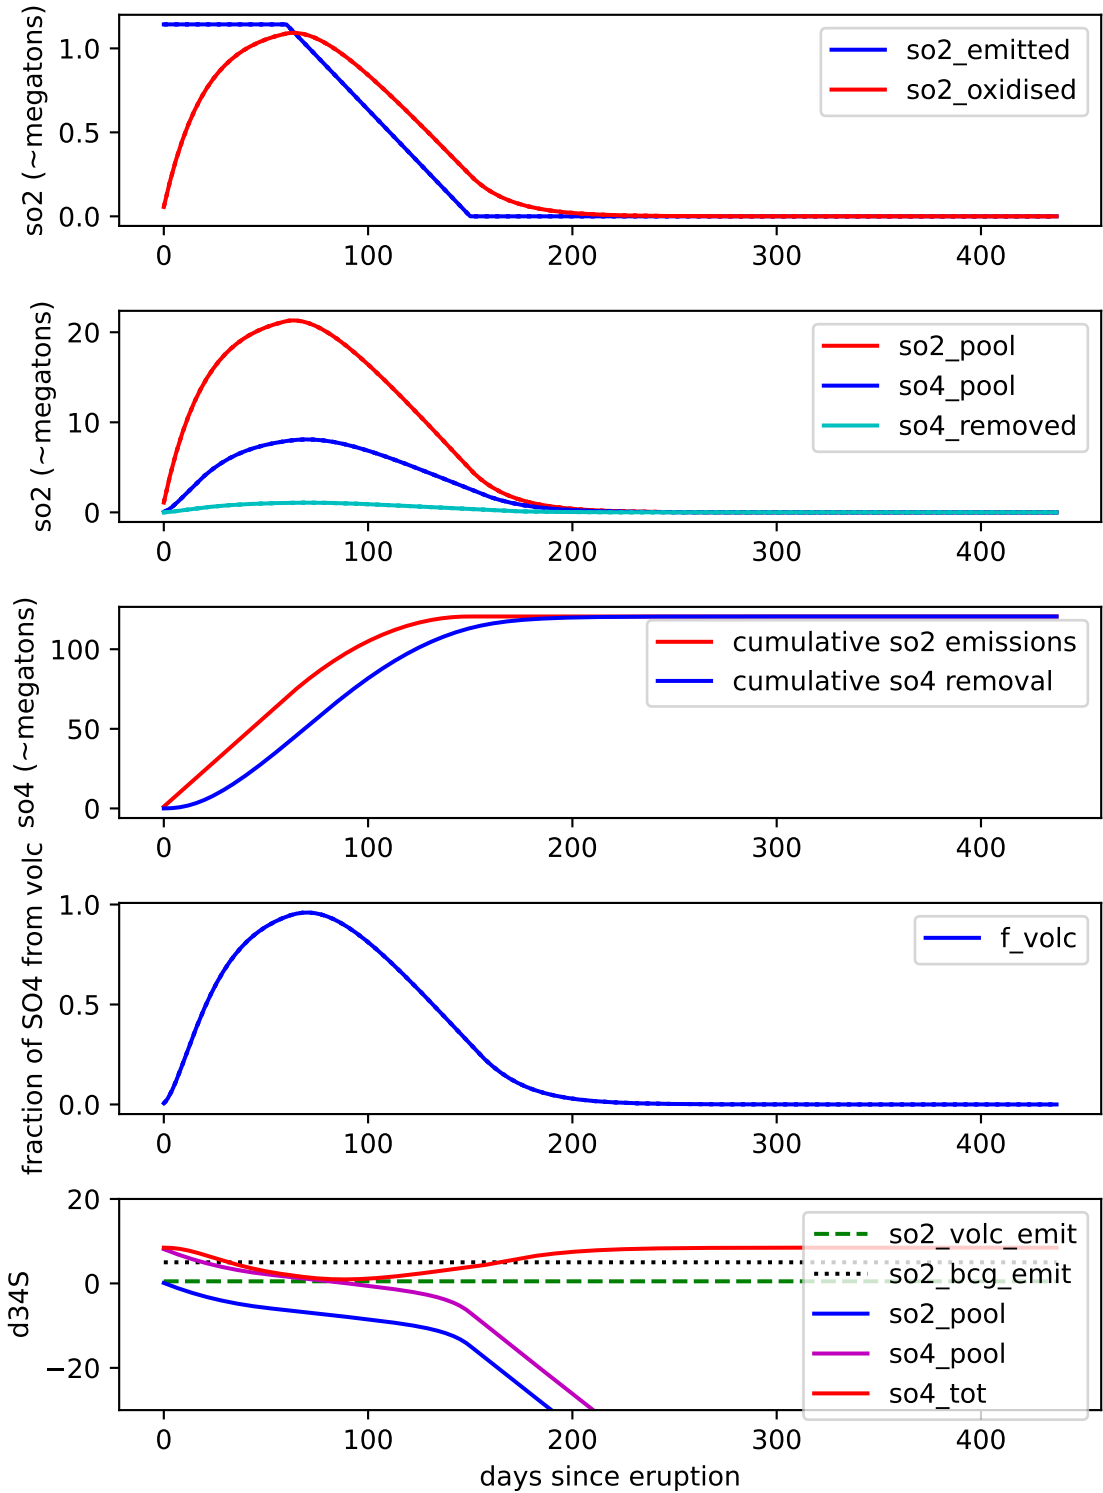 so2 (~megatons)
1.0
0.5
0.0
so2_emitted
so2_oxidised
0 100 200 300 400
so2 (~megatons)
20
10
0
so2_pool
so4_pool
so4_removed
0 100 200 300 400
so4 (~megatons)
100
50
0
cumulative so2 emissions
cumulative so4 removal
0 100 200 300 400
fraction of SO4 from volc
1.0
0.5
0.0
f_volc
0 100 200 300 400
d34S
20
0
−20
so2_volc_emit
so2_bcg_emit
so2_pool
so4_pool
so4_tot
0 100 200 300 400
days since eruption